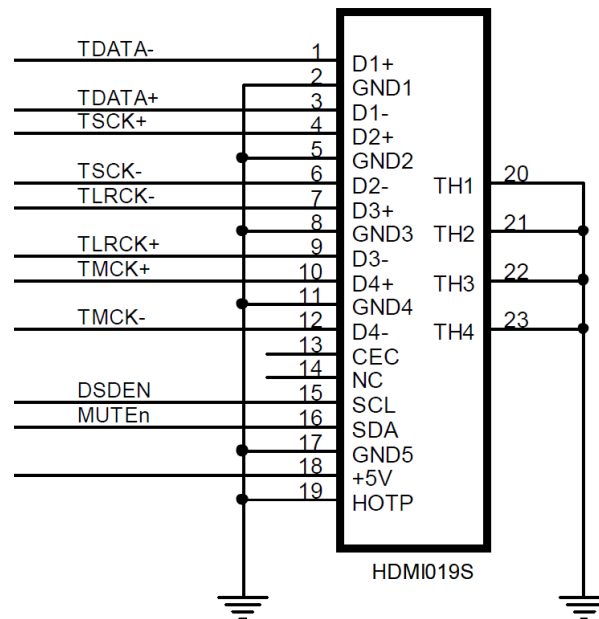 TDATA- 1 D1+
2 GND1
TDATA+ 3 D1-
TSCK+ 4 D2+
5 GND2
TSCK- 6 D2- TH1 20
TLRCK- 7 D3+
8 GND3 TH2 21
TLRCK+ 9 D3-
TMCK+ 10 D4+ TH3 22
11 GND4
TMCK- 12 D4- TH4 23
13 CEC
14 NC
DSDEN 15 SCL
MUTEn 16 SDA
17 GND5
18 +5V
19 HOTP
HDMI019S